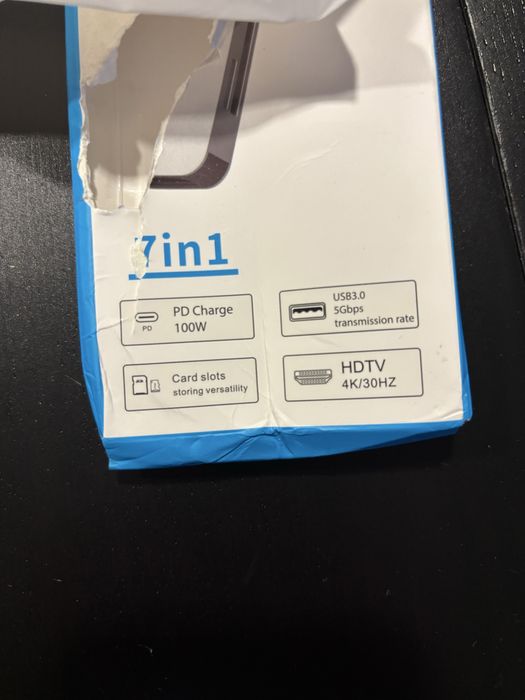 7in1
PD
PD Charge
100W
USB3.0
5Gbps
transmission rate
Card slots
storing versatility
HDTV
4K/30HZ